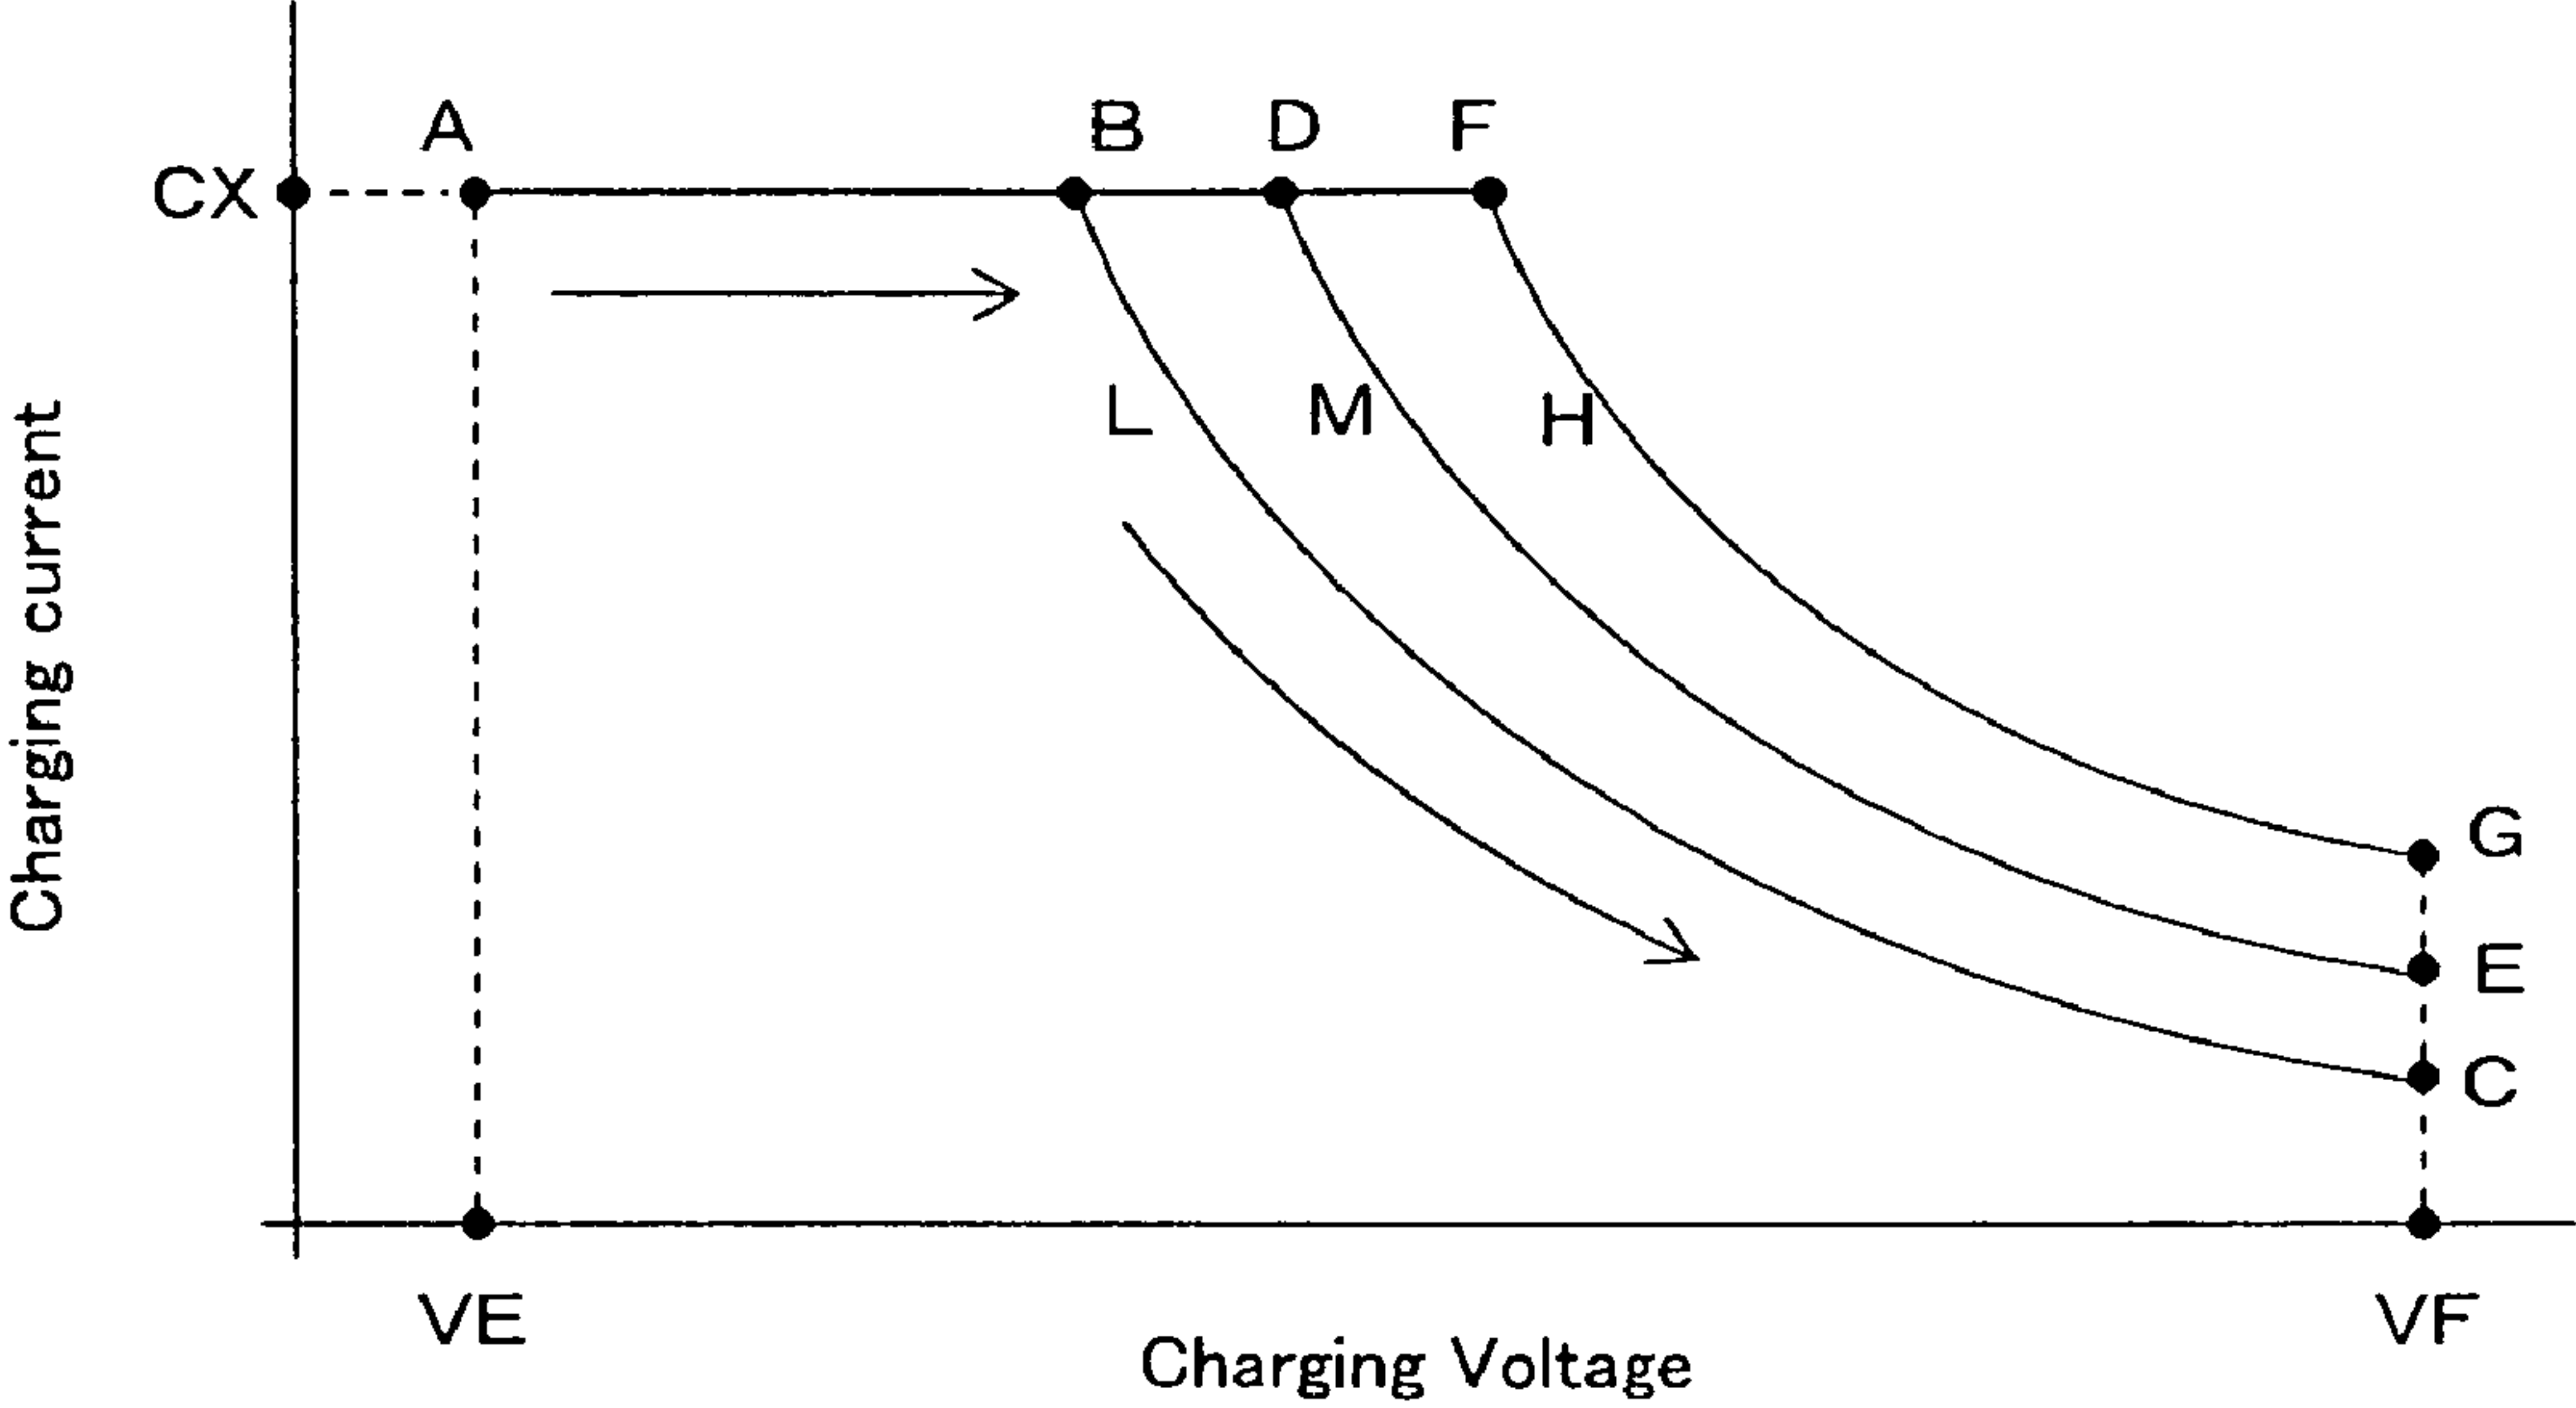 A
B
D
F
CX
L
M
H
Charging current
G
E
C
VE
VF
Charging Voltage